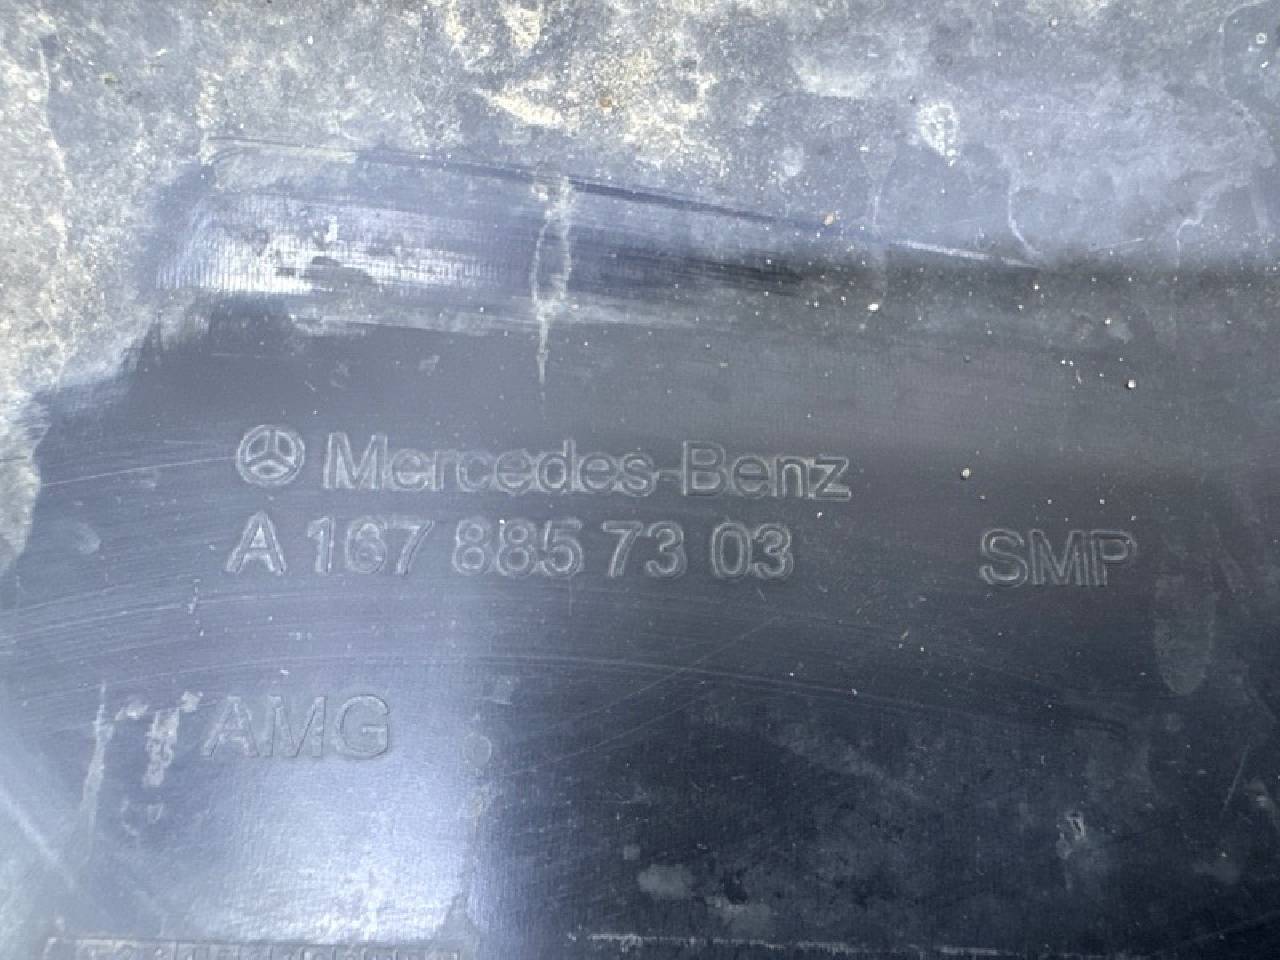 Mercedes-Benz
A 167 885 73 03 SMP
AMG